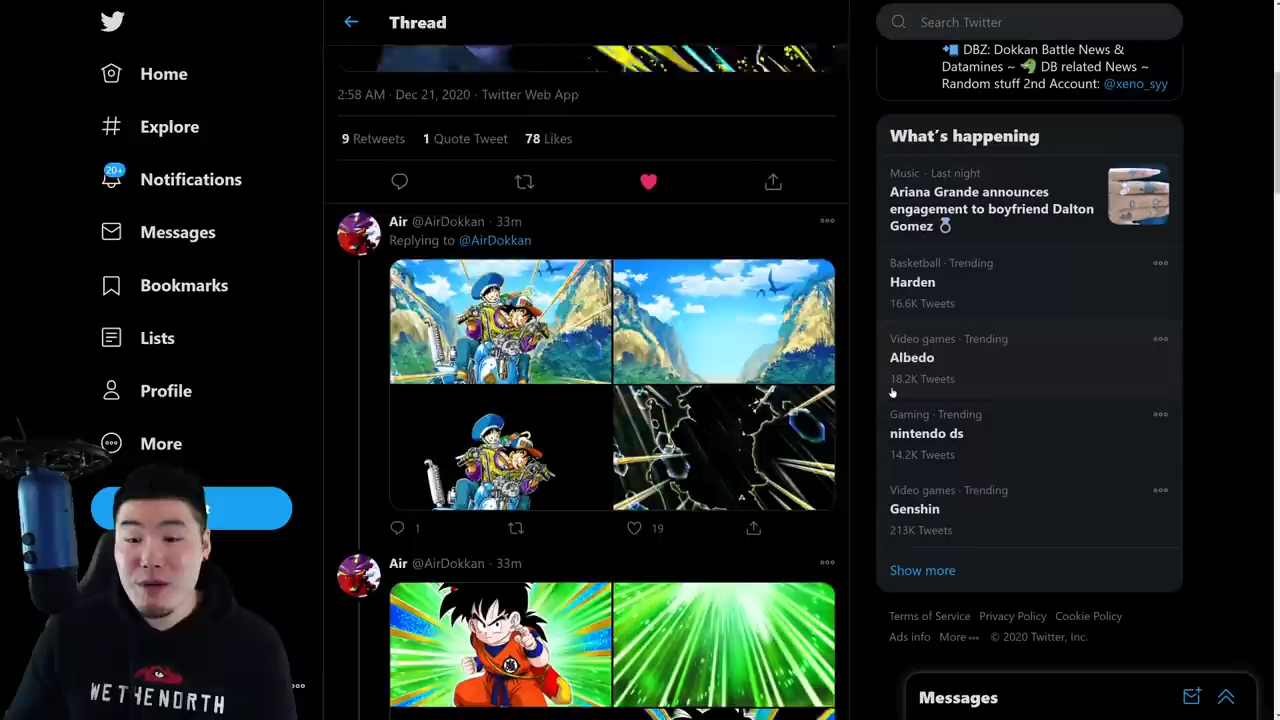 Home
Explore
20+
Notifications
Messages
Bookmarks
Lists
Profile
More
WE THE NORTH
Thread
2:58 AM · Dec 21, 2020 · Twitter Web App
9 Retweets 1 Quote Tweet 78 Likes
Air @AirDokkan · 33m
Replying to @AirDokkan
1 19
Air @AirDokkan · 33m
Search Twitter
DBZ: Dokkan Battle News &
Datamines ~ DB related News ~
Random stuff 2nd Account: @xeno_syy
What's happening
Music · Last night
Ariana Grande announces
engagement to boyfriend Dalton
Gomez
Basketball · Trending
Harden
16.6K Tweets
Video games · Trending
Albedo
18.2K Tweets
Gaming · Trending
nintendo ds
14.2K Tweets
Video games · Trending
Genshin
213K Tweets
Show more
Terms of Service Privacy Policy Cookie Policy
Ads info More © 2020 Twitter, Inc.
Messages